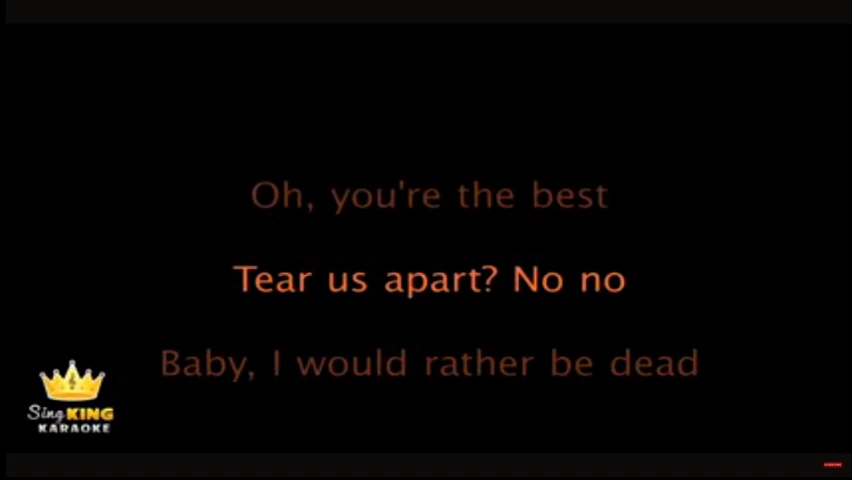 Oh, you're the best
Tear us apart? No no
Baby, I would rather be dead
Sing KING
KARAOKE